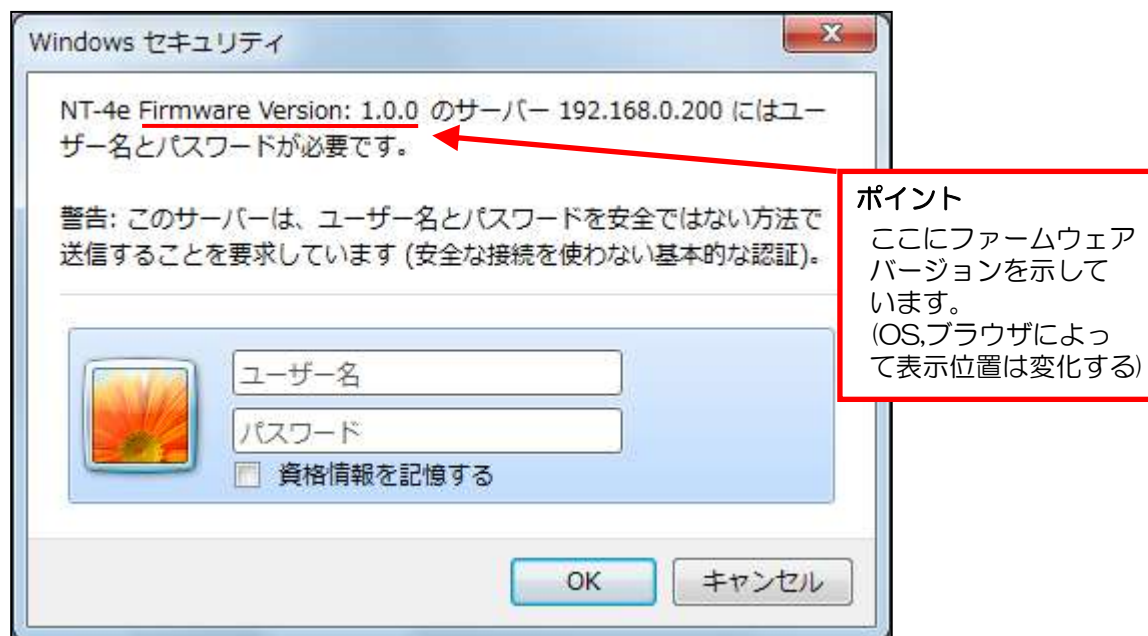 Windows セキュリティ
NT-4e Firmware Version: 1.0.0 のサーバー 192.168.0.200 にはユー
ザー名とパスワードが必要です。
警告: このサーバーは、ユーザー名とパスワードを安全ではない方法で
送信することを要求しています (安全な接続を使わない基本的な認証)。
ユーザー名
パスワード
資格情報を記憶する
OK
キャンセル
ポイント
ここにファームウェア
バージョンを示して
います。
(OS,ブラウザによっ
て表示位置は変化する)